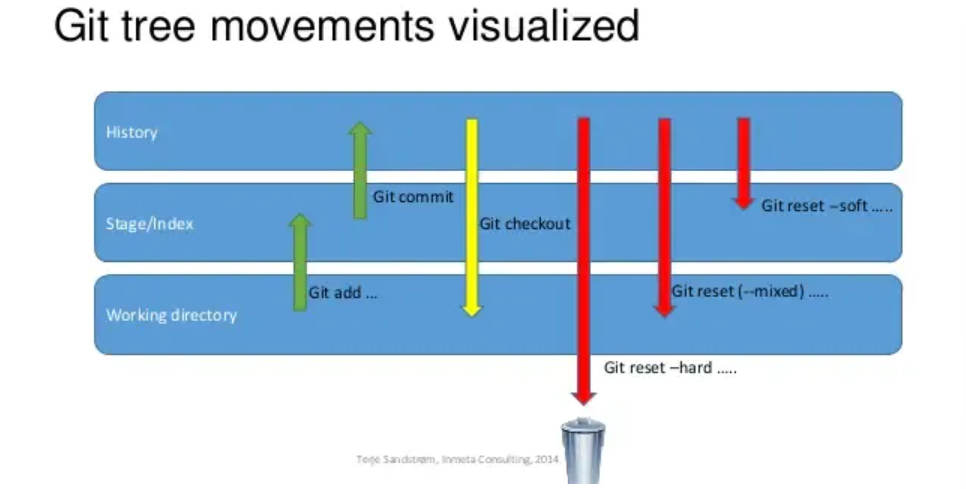 Git tree movements visualized
History
Git commit
Stage/Index
Git checkout
Git reset –soft .....
Git add ...
Git reset (--mixed) .....
Working directory
Git reset –hard .....
Terje Sandstrøm, Inmeta Consulting, 2014